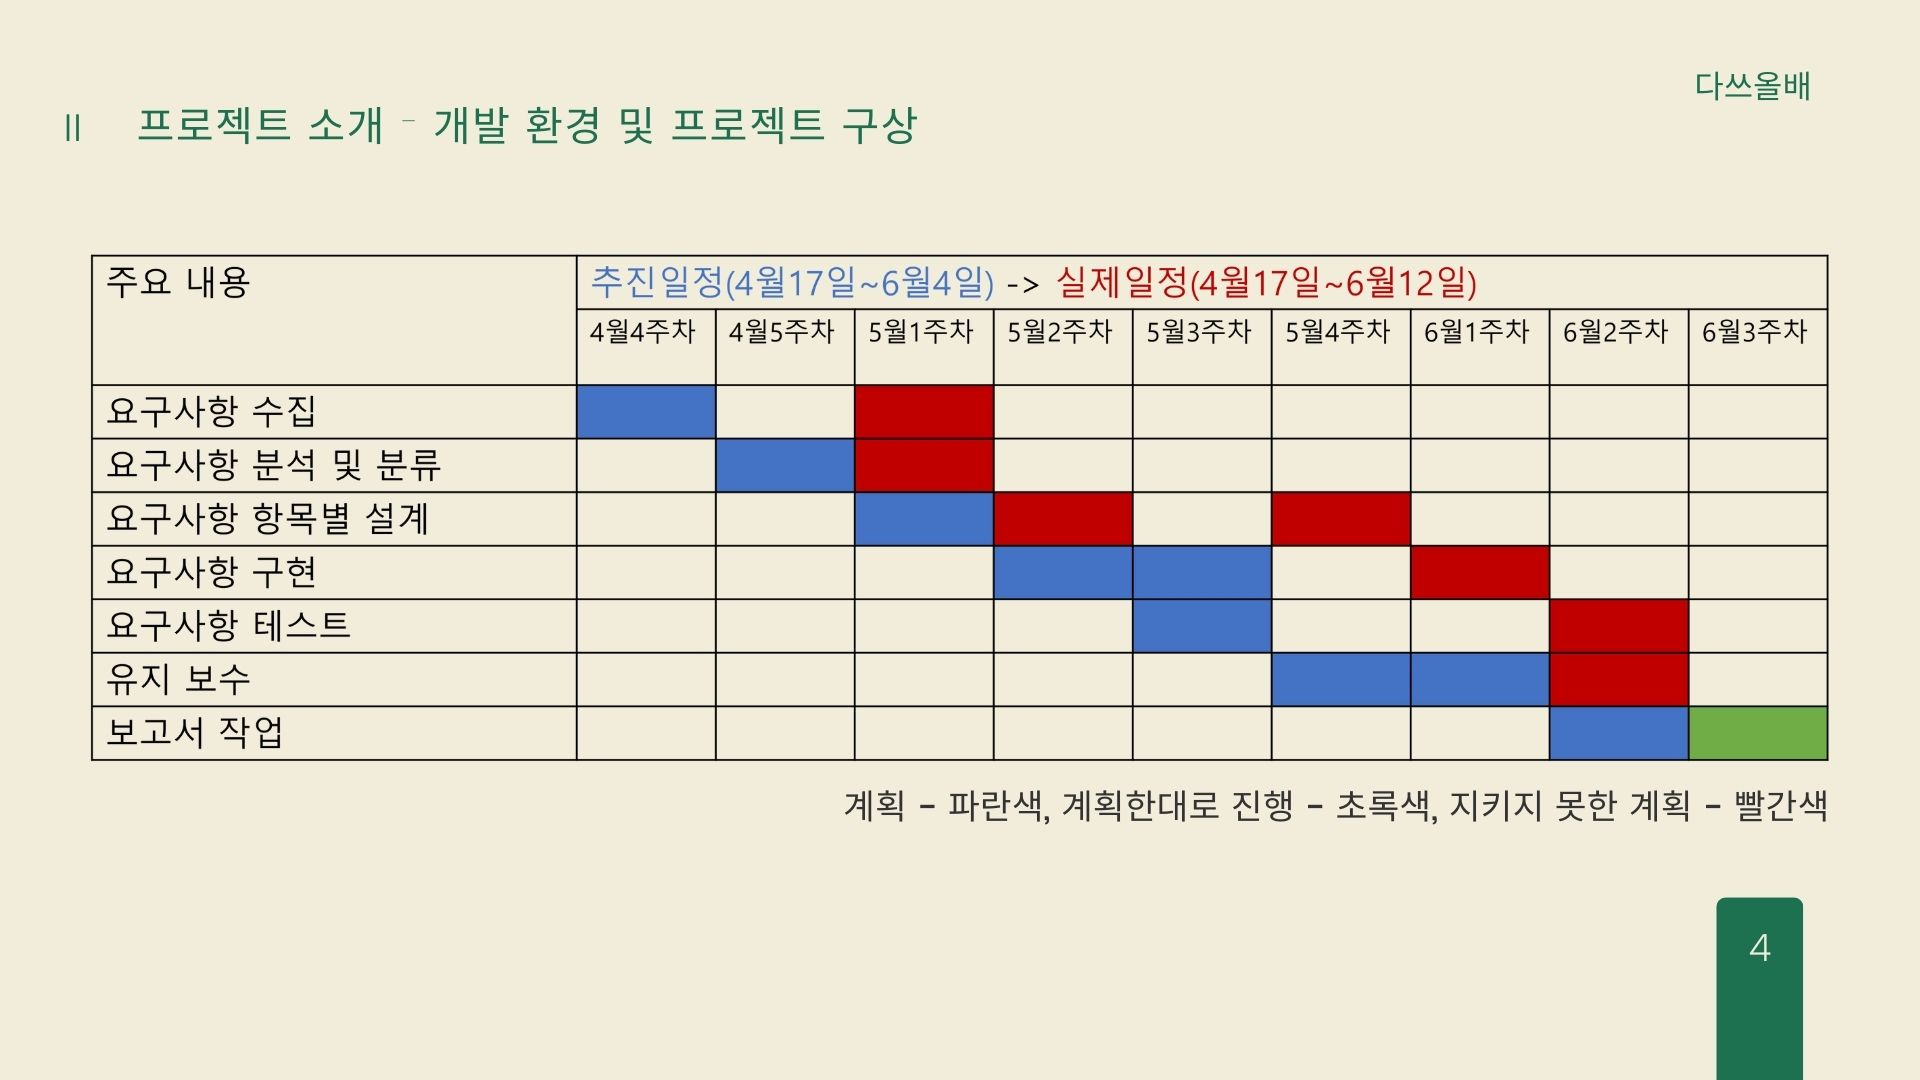 다쓰올배
II 프로젝트 소개 – 개발 환경 및 프로젝트 구상
주요 내용
추진일정(4월17일~6월4일) -> 실제일정(4월17일~6월12일)
4월4주차 4월5주차 5월1주차 5월2주차 5월3주차 5월4주차 6월1주차 6월2주차 6월3주차
요구사항 수집
요구사항 분석 및 분류
요구사항 항목별 설계
요구사항 구현
요구사항 테스트
유지 보수
보고서 작업
계획 – 파란색, 계획한대로 진행 – 초록색, 지키지 못한 계획 – 빨간색
4